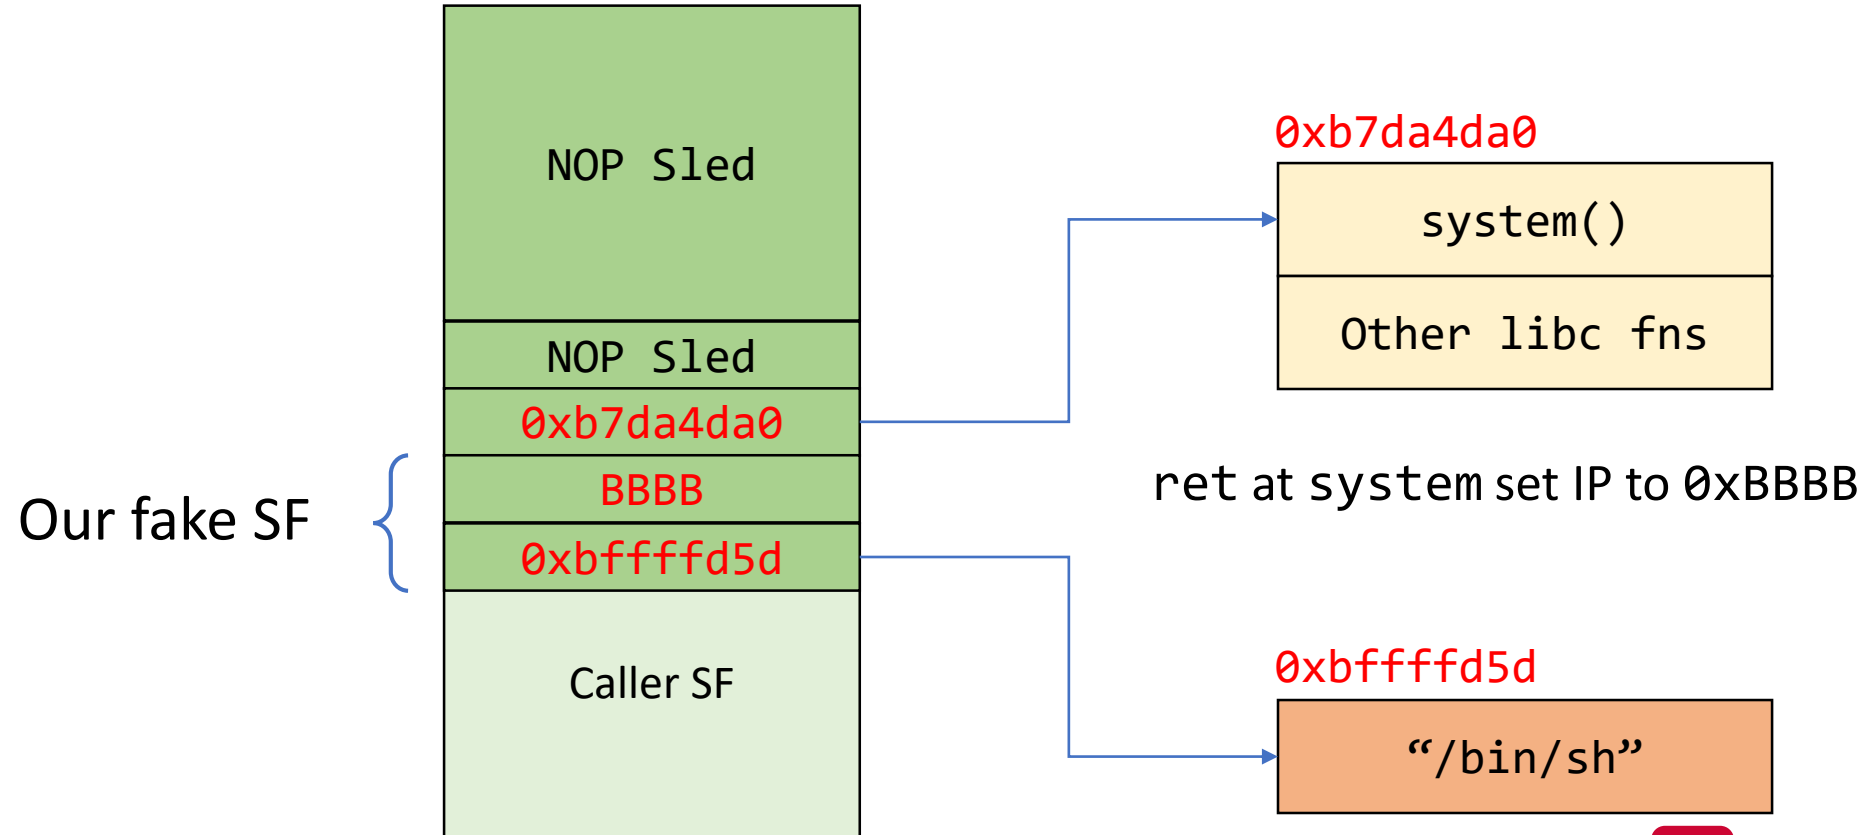 NOP Sled
NOP Sled
0xb7da4da0
BBBB
0xbffffd5d
Caller SF
Our fake SF
0xb7da4da0
system()
Other libc fns
ret at system set IP to 0xBBBB
0xbffffd5d
“/bin/sh”